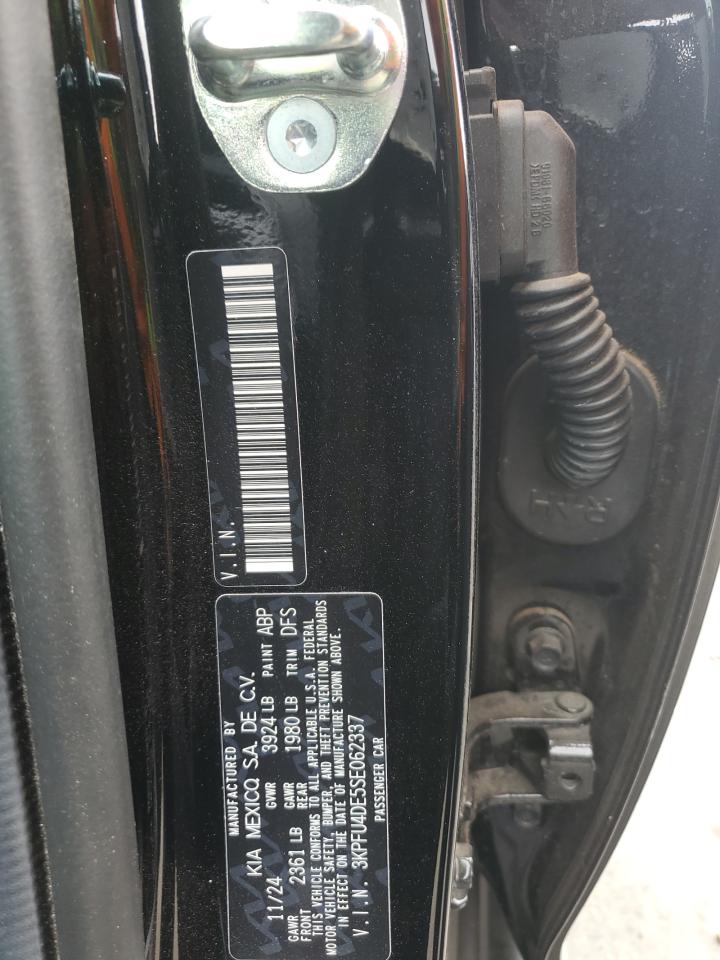 V.I.N.
MANUFACTURED BY
KIA MEXICO S.A. DE C.V.
11/24 GVWR 3924 LB PAINT ABP
GAWR FRONT 2361 LB GAWR REAR 1980 LB TRIM DFS
THIS VEHICLE CONFORMS TO ALL APPLICABLE U.S.A. FEDERAL
MOTOR VEHICLE SAFETY, BUMPER, AND THEFT PREVENTION STANDARDS
IN EFFECT ON THE DATE OF MANUFACTURE SHOWN ABOVE.
V.I.N. 3KPFU4DE5SE062337
PASSENGER CAR